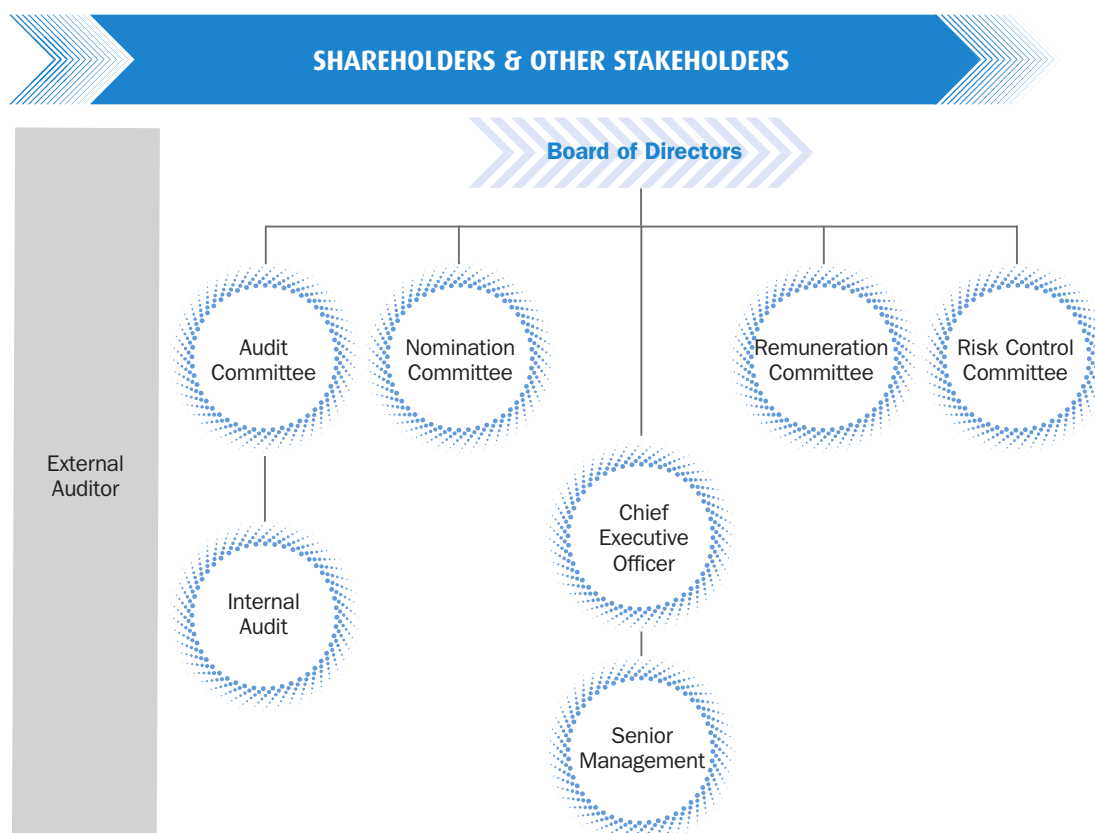 SHAREHOLDERS & OTHER STAKEHOLDERS
Board of Directors
Audit
Committee
Nomination
Committee
Remuneration
Committee
Risk Control
Committee
External
Auditor
Chief
Executive
Officer
Internal
Audit
Senior
Management